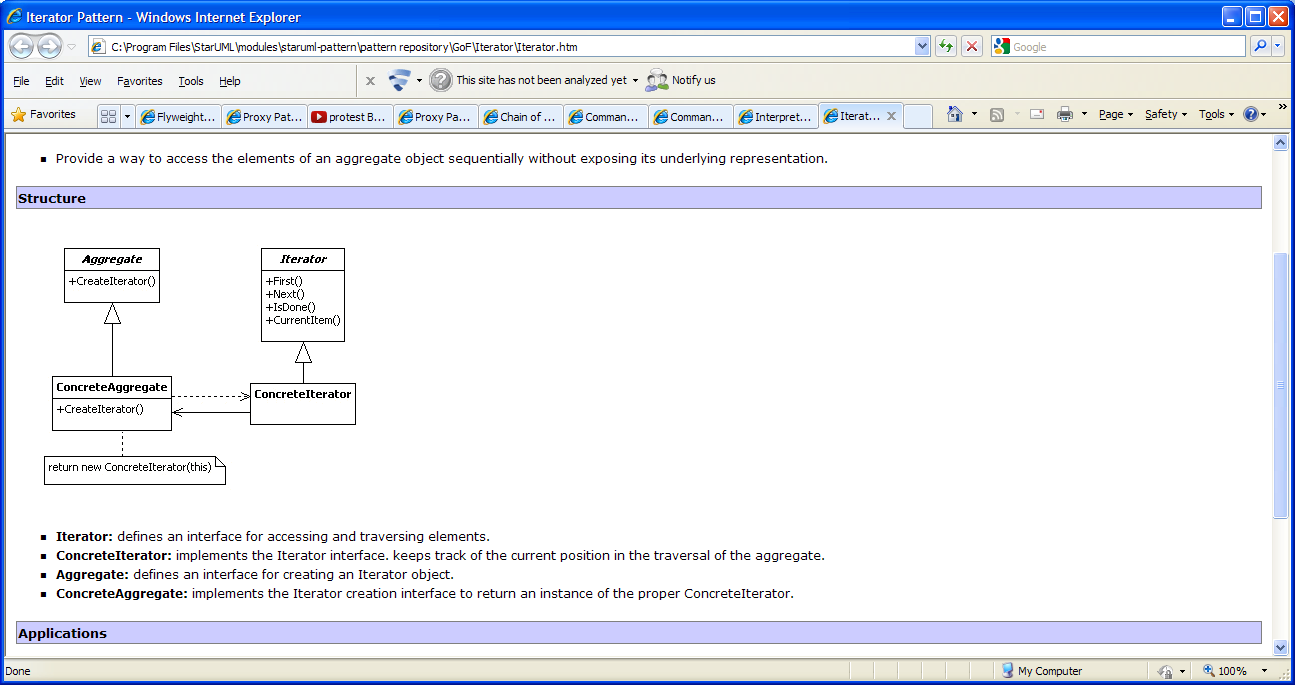 Iterator Pattern - Windows Internet Explorer
C:\Program Files\StarUML\modules\staruml-pattern\pattern repository\GoF\Iterator\Iterator.htm
Google
File Edit View Favorites Tools Help
x
This site has not been analyzed yet
Notify us
Favorites
Flyweight...
Proxy Pat...
protest B...
Proxy Pa...
Chain of ...
Comman...
Comman...
Interpret...
Iterat...
Page
Safety
Tools
»
Provide a way to access the elements of an aggregate object sequentially without exposing its underlying representation.
Structure
Aggregate
+CreateIterator()
Iterator
+First()
+Next()
+IsDone()
+CurrentItem()
ConcreteAggregate
+CreateIterator()
ConcreteIterator
return new ConcreteIterator(this)
Iterator: defines an interface for accessing and traversing elements.
ConcreteIterator: implements the Iterator interface. keeps track of the current position in the traversal of the aggregate.
Aggregate: defines an interface for creating an Iterator object.
ConcreteAggregate: implements the Iterator creation interface to return an instance of the proper ConcreteIterator.
Applications
Done
My Computer
100%